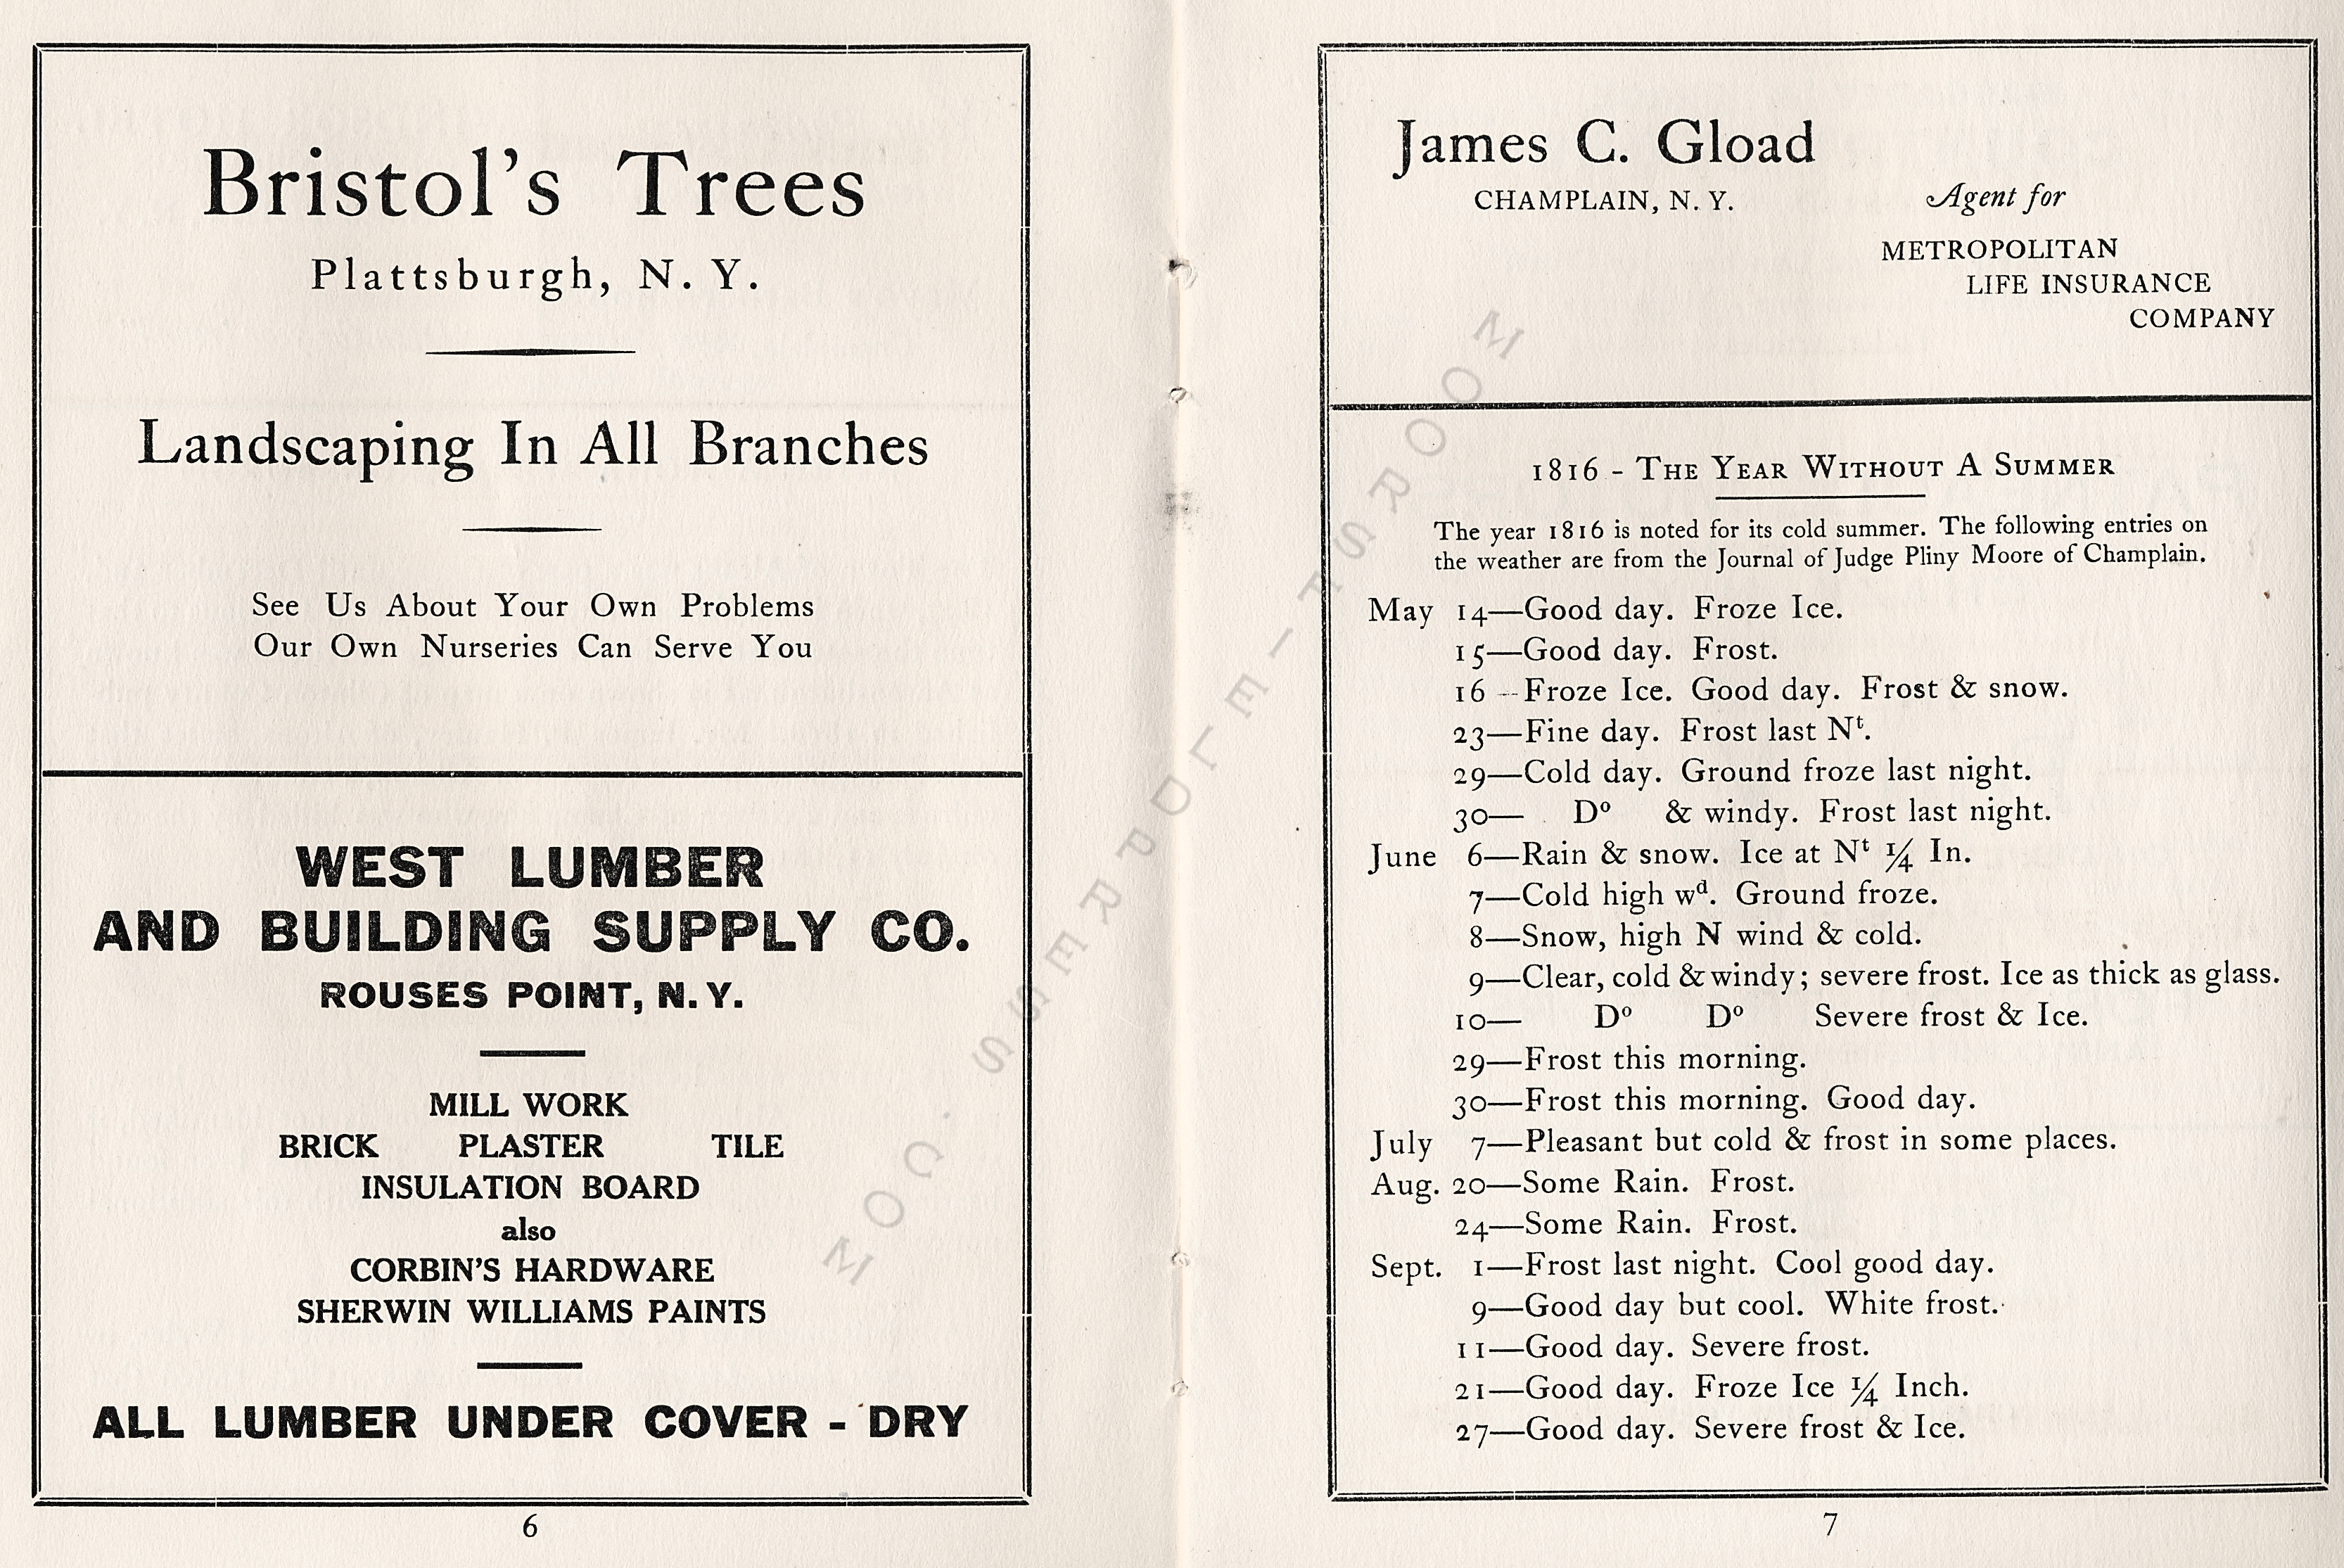 Bristol's Trees
Plattsburgh, N. Y.
Landscaping In All Branches
See Us About Your Own Problems
Our Own Nurseries Can Serve You
WEST LUMBER
AND BUILDING SUPPLY CO.
ROUSES POINT, N. Y.
MILL WORK
BRICK PLASTER TILE
INSULATION BOARD
also
CORBIN'S HARDWARE
SHERWIN WILLIAMS PAINTS
ALL LUMBER UNDER COVER - DRY
6
James C. Gload
CHAMPLAIN, N. Y.
Agent for
METROPOLITAN
LIFE INSURANCE
COMPANY
1816 - THE YEAR WITHOUT A SUMMER
The year 1816 is noted for its cold summer. The following entries on
the weather are from the Journal of Judge Pliny Moore of Champlain.
May 14—Good day. Froze Ice.
15—Good day. Frost.
16—Froze Ice. Good day. Frost & snow.
23—Fine day. Frost last Nᵗ.
29—Cold day. Ground froze last night.
30— Dº & windy. Frost last night.
June 6—Rain & snow. Ice at Nᵗ ¼ In.
7—Cold high wᵈ. Ground froze.
8—Snow, high N wind & cold.
9—Clear, cold & windy; severe frost. Ice as thick as glass.
10— Dº Dº Severe frost & Ice.
29—Frost this morning.
30—Frost this morning. Good day.
July 7—Pleasant but cold & frost in some places.
Aug. 20—Some Rain. Frost.
24—Some Rain. Frost.
Sept. 1—Frost last night. Cool good day.
9—Good day but cool. White frost.
11—Good day. Severe frost.
21—Good day. Froze Ice ¼ Inch.
27—Good day. Severe frost & Ice.
7
MOORSFIELDPRESS.COM